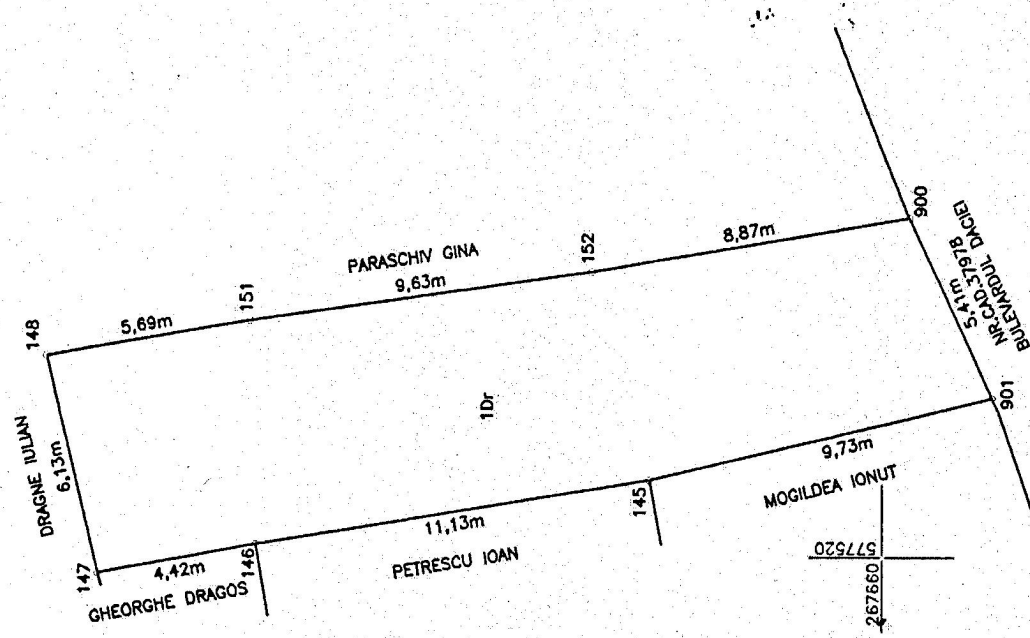 900
BULEVARDUL DACIEI
NR.CAD.37978
5,41m
901
8,87m
152
PARASCHIV GINA
9,63m
151
5,69m
148
DRAGNE IULIAN
6,13m
1Dr
147
4,42m
146
GHEORGHE DRAGOS
11,13m
PETRESCU IOAN
145
9,73m
MOGILDEA IONUT
577520
267660